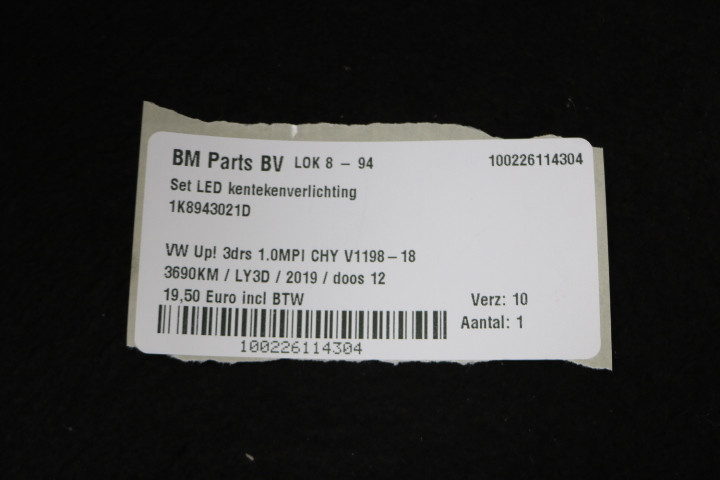 BM Parts BV LOK 8 - 94 100226114304
Set LED kentekenverlichting
1K8943021D
VW Up! 3drs 1.0MPI CHY V1198-18
3690KM / LY3D / 2019 / doos 12
19,50 Euro incl BTW Verz: 10
Aantal: 1
100226114304